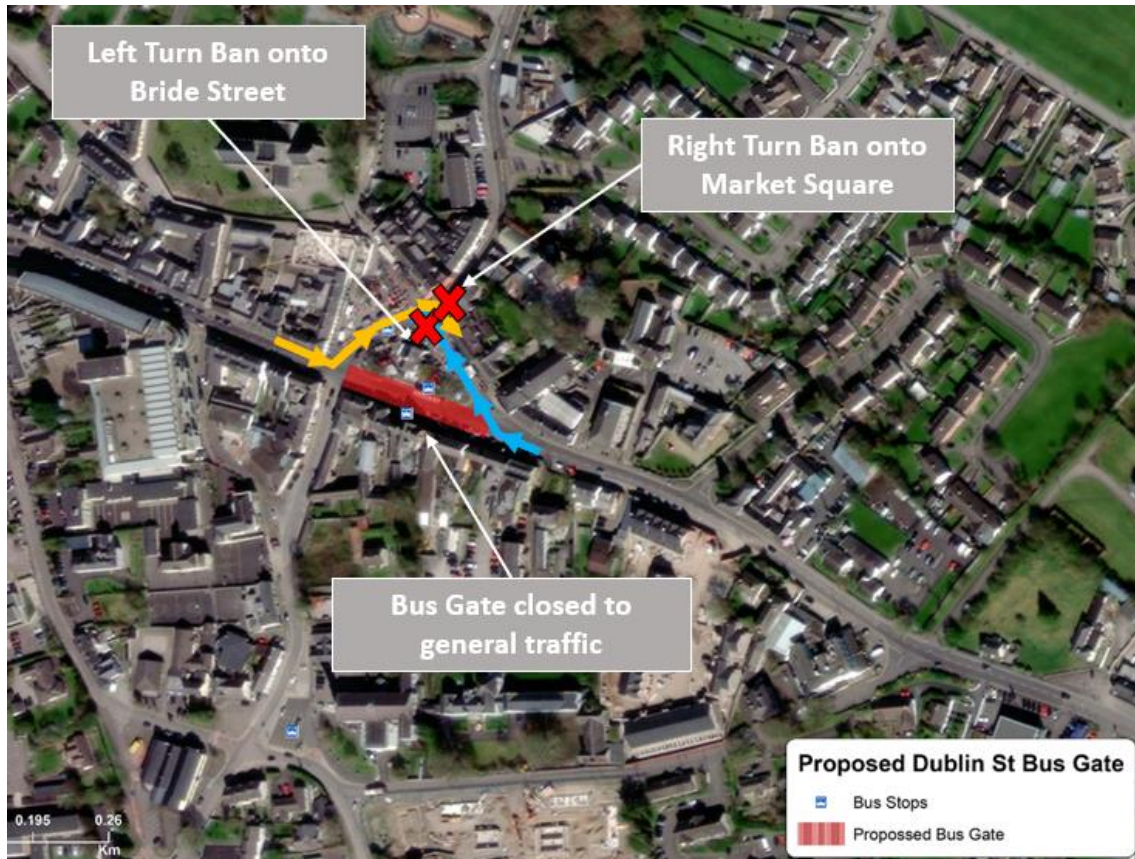 Left Turn Ban onto
Bride Street
Right Turn Ban onto
Market Square
Bus Gate closed to
general traffic
Proposed Dublin St Bus Gate
Bus Stops
Propossed Bus Gate
0.195
0.26
Km